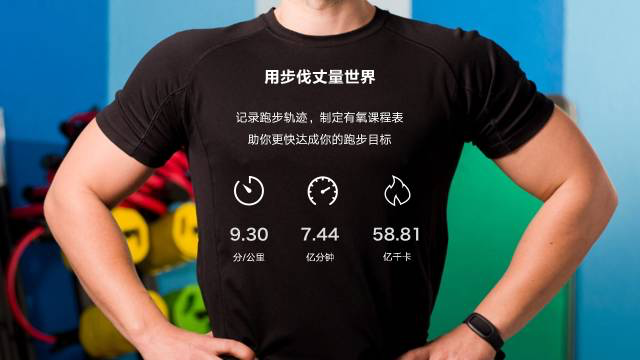 用步伐丈量世界
记录跑步轨迹，制定有氧课程表
助你更快达成你的跑步目标
9.30 7.44 58.81
分/公里 亿分钟 亿千卡